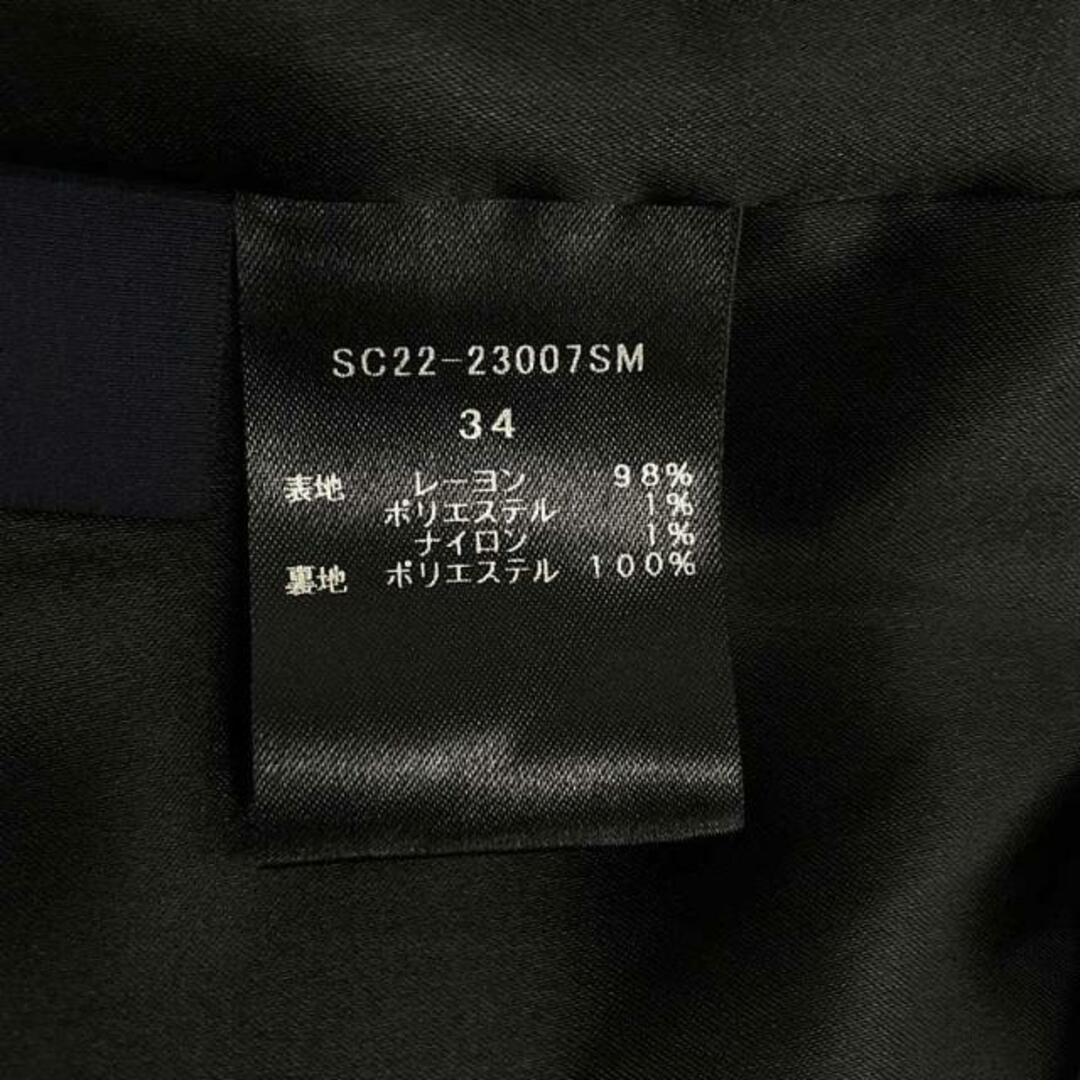 SC22-23007SM
34
表地 レーヨン 98%
ポリエステル 1%
ナイロン 1%
裏地 ポリエステル 100%